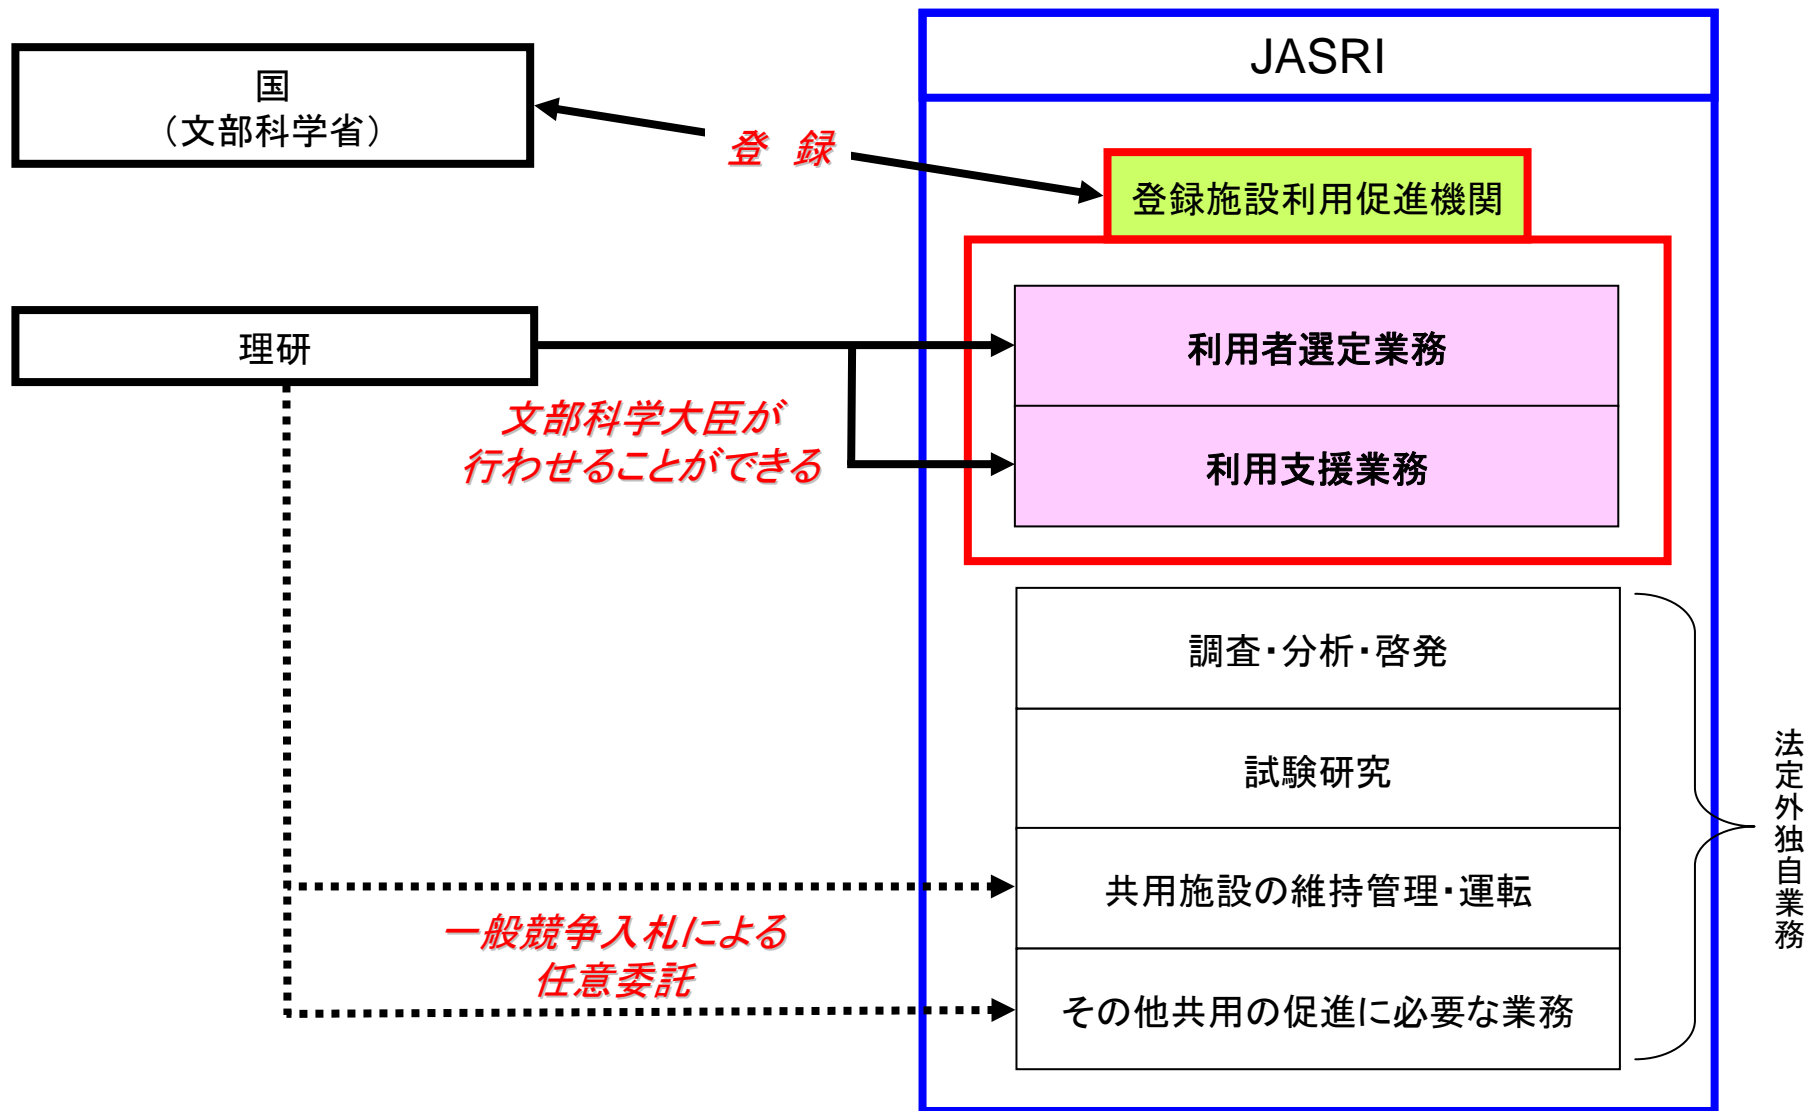 国
（文部科学省）
JASRI
登　録
登録施設利用促進機関
理研
利用者選定業務
文部科学大臣が
行わせることができる
利用支援業務
調査・分析・啓発
試験研究
共用施設の維持管理・運転
一般競争入札による
任意委託
その他共用の促進に必要な業務
法定外独自業務